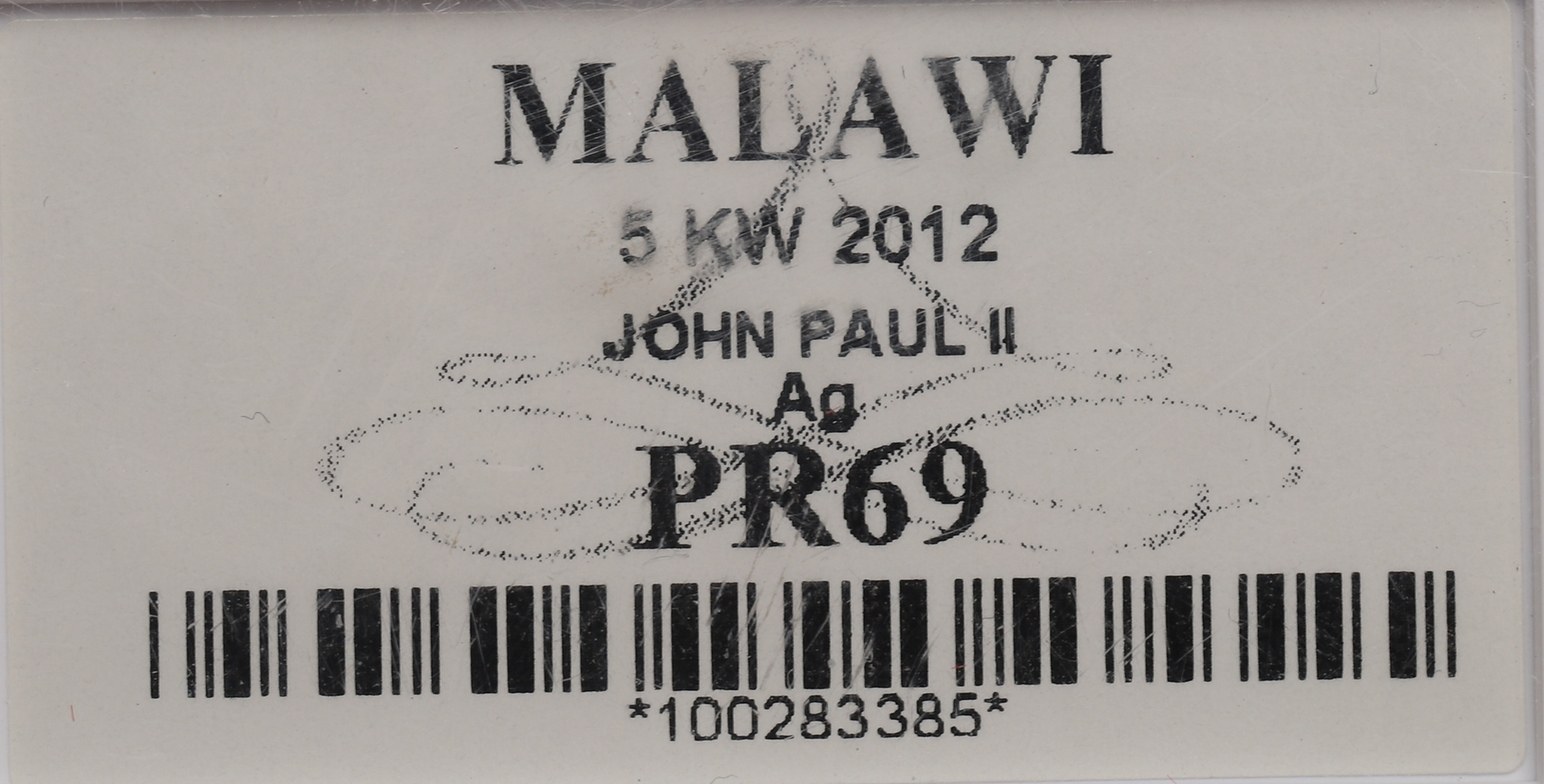 MALAWI
5 KW 2012
JOHN PAUL II
Ag
PR69
*100283385*